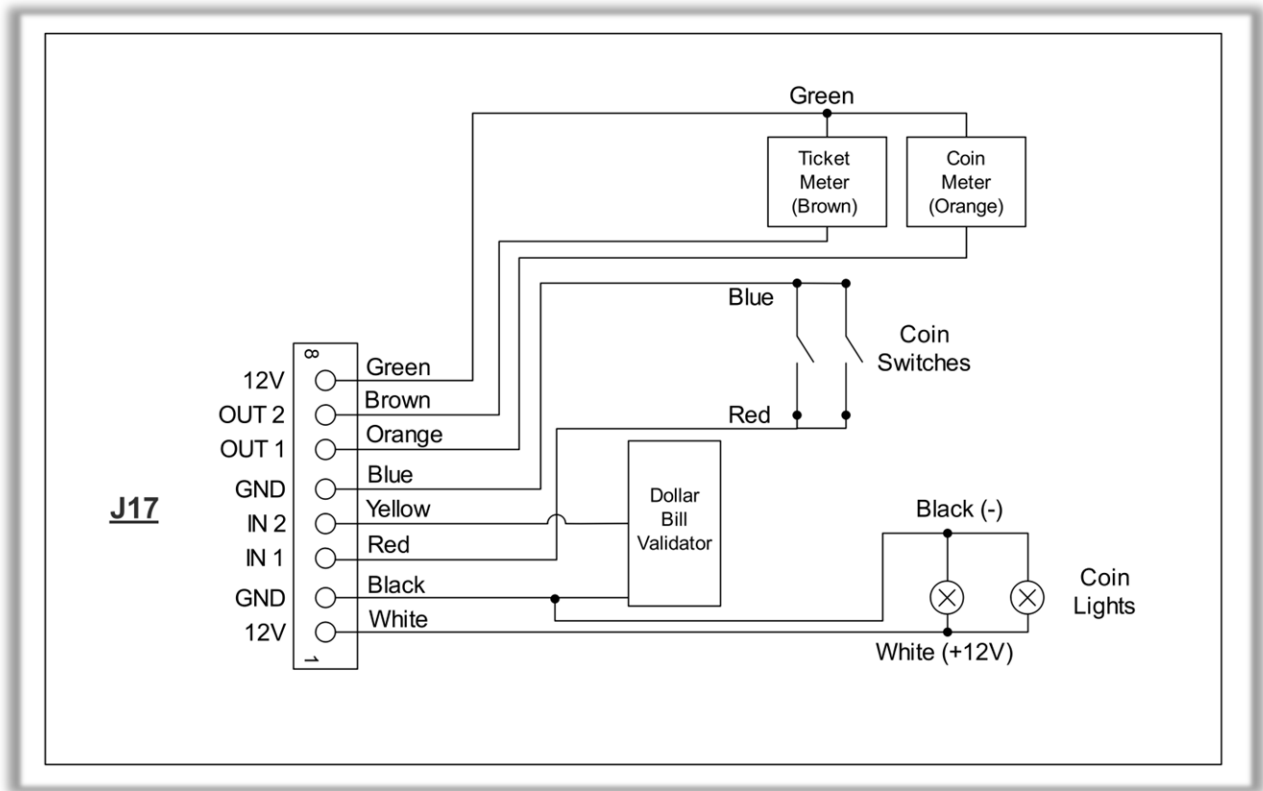 Green
Ticket
Meter
(Brown)
Coin
Meter
(Orange)
Blue
Coin
Switches
Red
8
12V
Green
OUT 2
Brown
OUT 1
Orange
GND
Blue
J17
IN 2
Yellow
IN 1
Red
GND
Black
12V
White
1
Dollar
Bill
Validator
Black (-)
Coin
Lights
White (+12V)